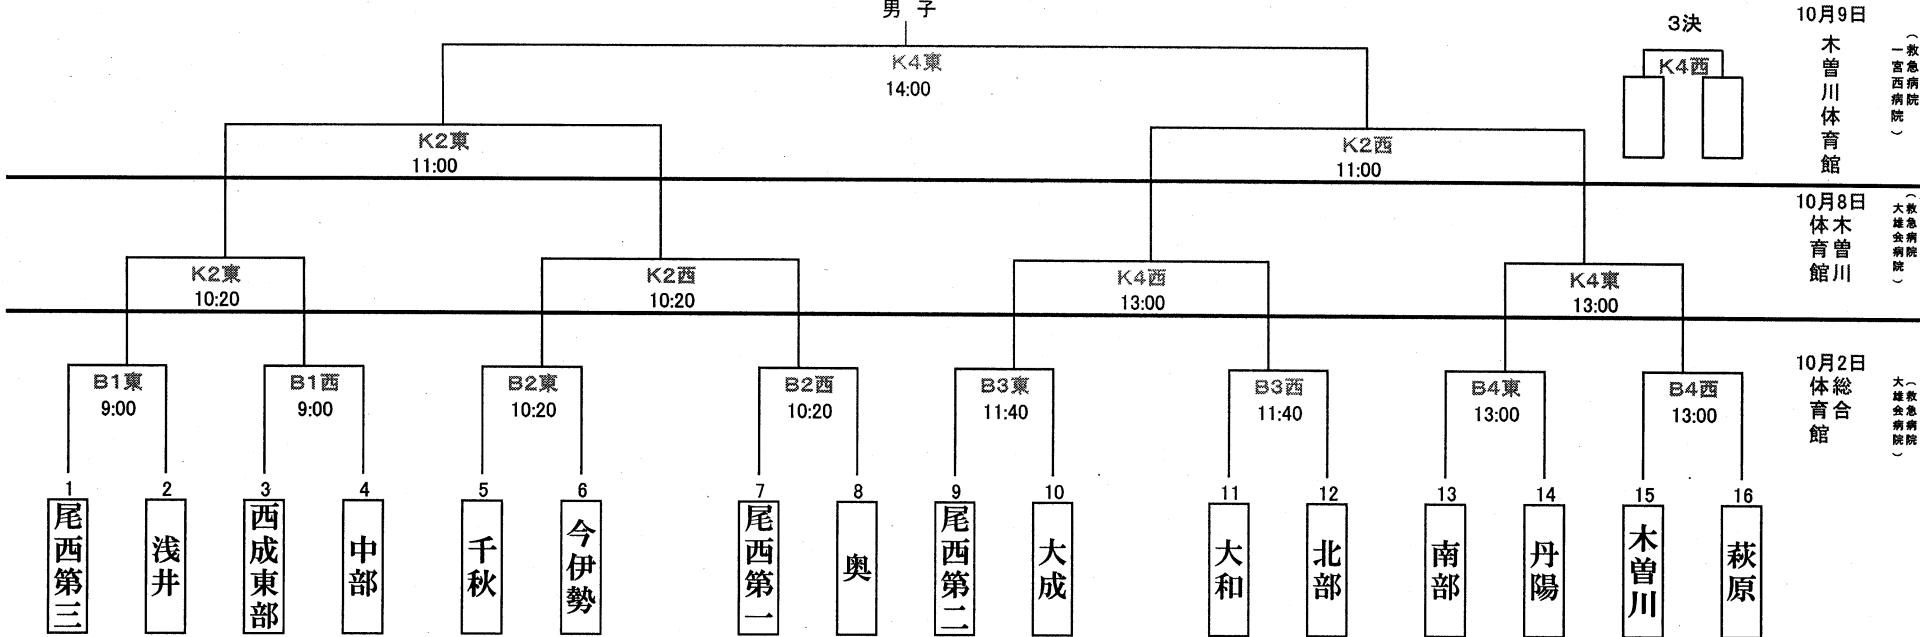 男 子
K4東
14:00
3決
K4西
10月9日
木曽川体育館
（救急病院
一宮西病院）
K2東
11:00
K2西
11:00
10月8日
木曽川
体育館
（救急病院
大雄会病院）
K2東
10:20
K2西
10:20
K4西
13:00
K4東
13:00
10月2日
総合
体育館
（救急病院
大雄会病院）
B1東
9:00
B1西
9:00
B2東
10:20
B2西
10:20
B3東
11:40
B3西
11:40
B4東
13:00
B4西
13:00
1
尾西第三
2
浅井
3
西成東部
4
中部
5
千秋
6
今伊勢
7
尾西第一
8
奥
9
尾西第二
10
大成
11
大和
12
北部
13
南部
14
丹陽
15
木曽川
16
萩原